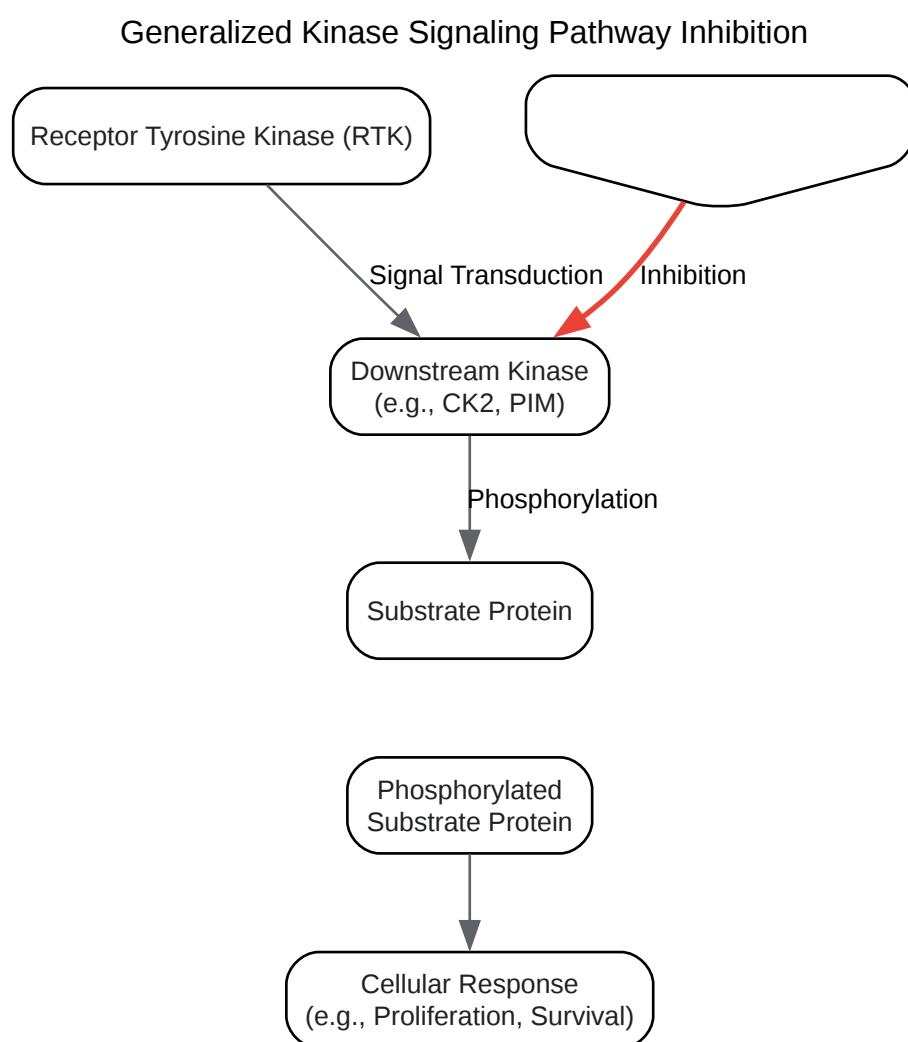 Generalized Kinase Signaling Pathway Inhibition
Receptor Tyrosine Kinase (RTK)
Signal Transduction
Inhibition
Downstream Kinase
(e.g., CK2, PIM)
Phosphorylation
Substrate Protein
Phosphorylated
Substrate Protein
Cellular Response
(e.g., Proliferation, Survival)